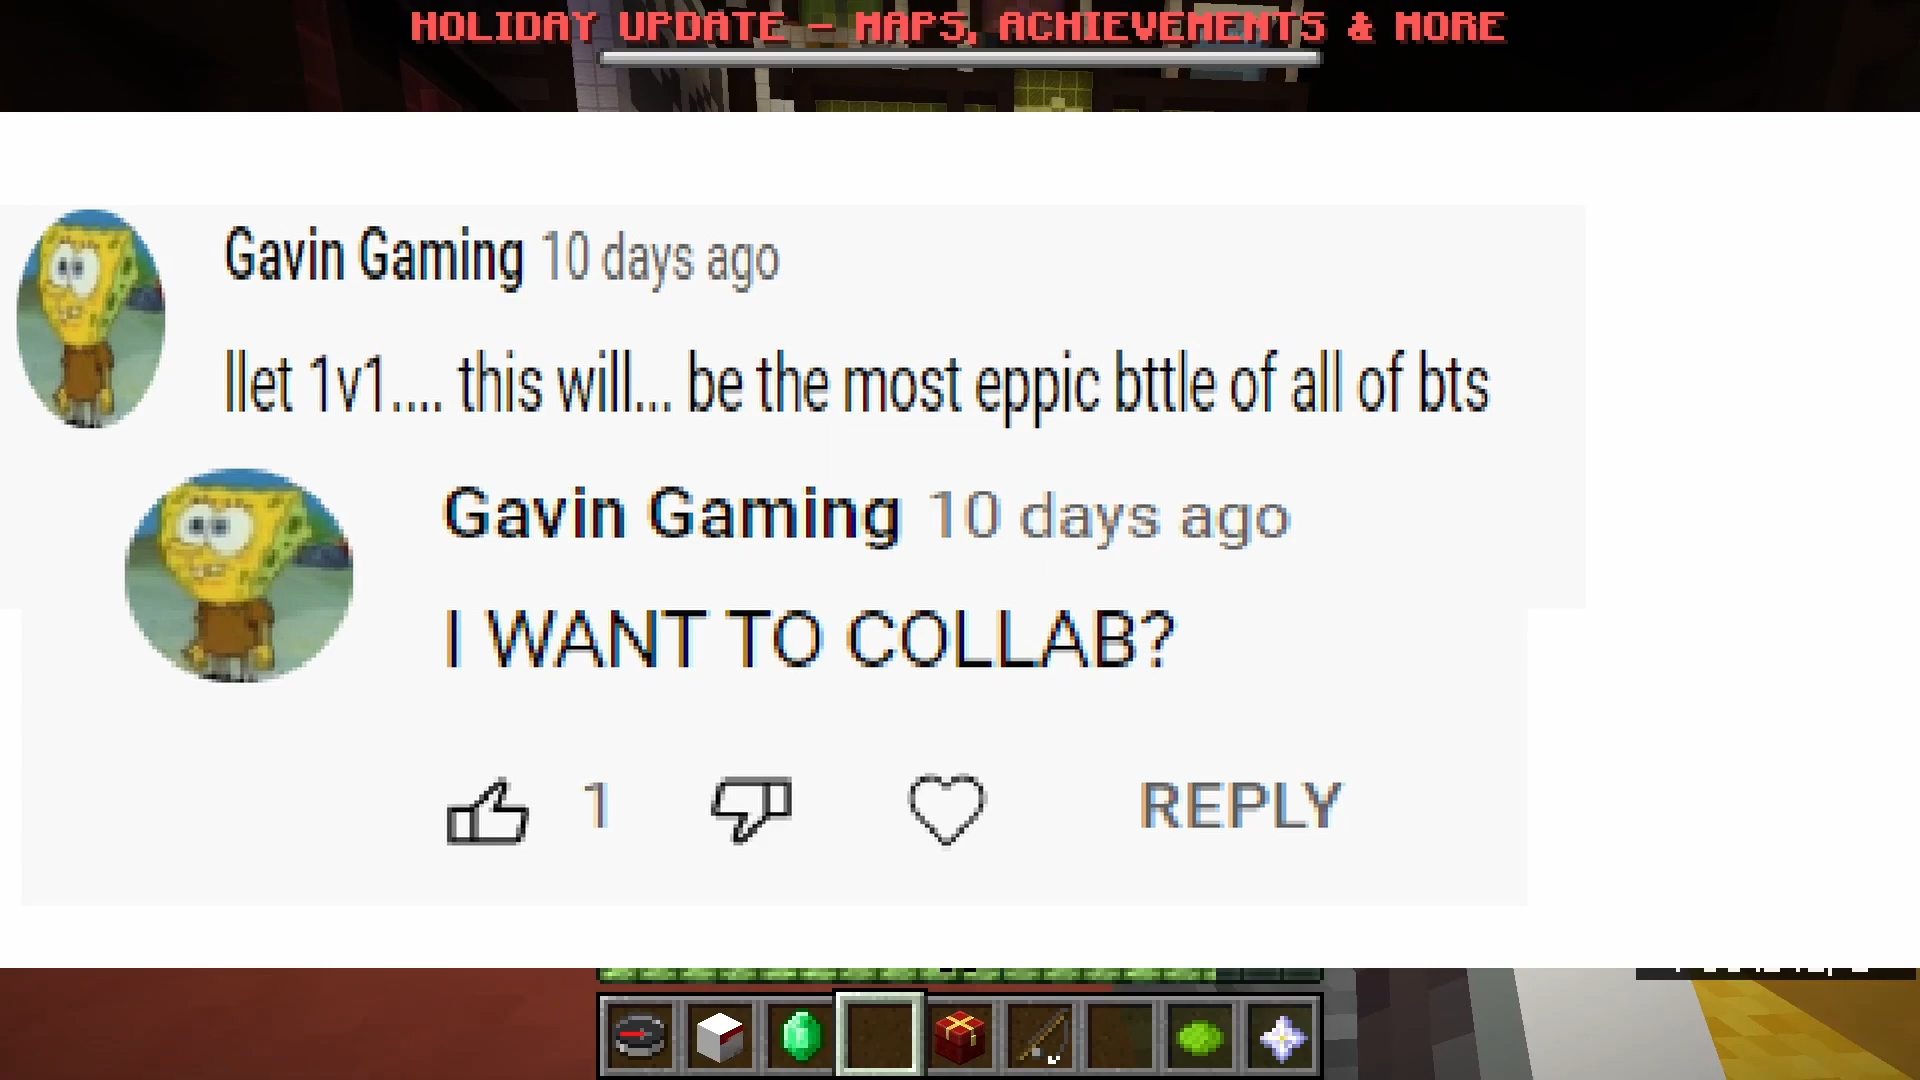 HOLIDAY UPDATE - MAPS, ACHIEVEMENTS & MORE
Gavin Gaming 10 days ago
llet 1v1.... this will... be the most eppic bttle of all of bts
Gavin Gaming 10 days ago
I WANT TO COLLAB?
1 REPLY